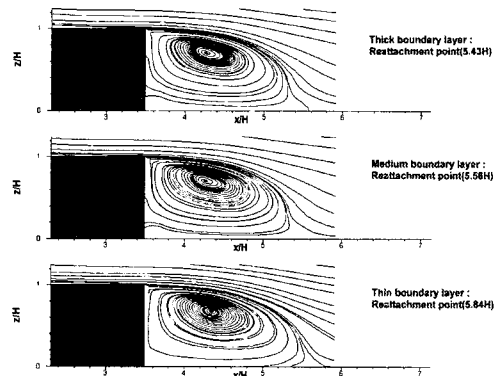 z/H
1
0
3
4
5
6
7
x/H
Thick boundary layer :
Reattachment point(5.43H)
z/H
1
0
3
4
5
6
7
x/H
Medium boundary layer :
Reattachment point(5.56H)
z/H
1
0
3
4
5
6
7
x/H
Thin boundary layer :
Reattachment point(5.84H)